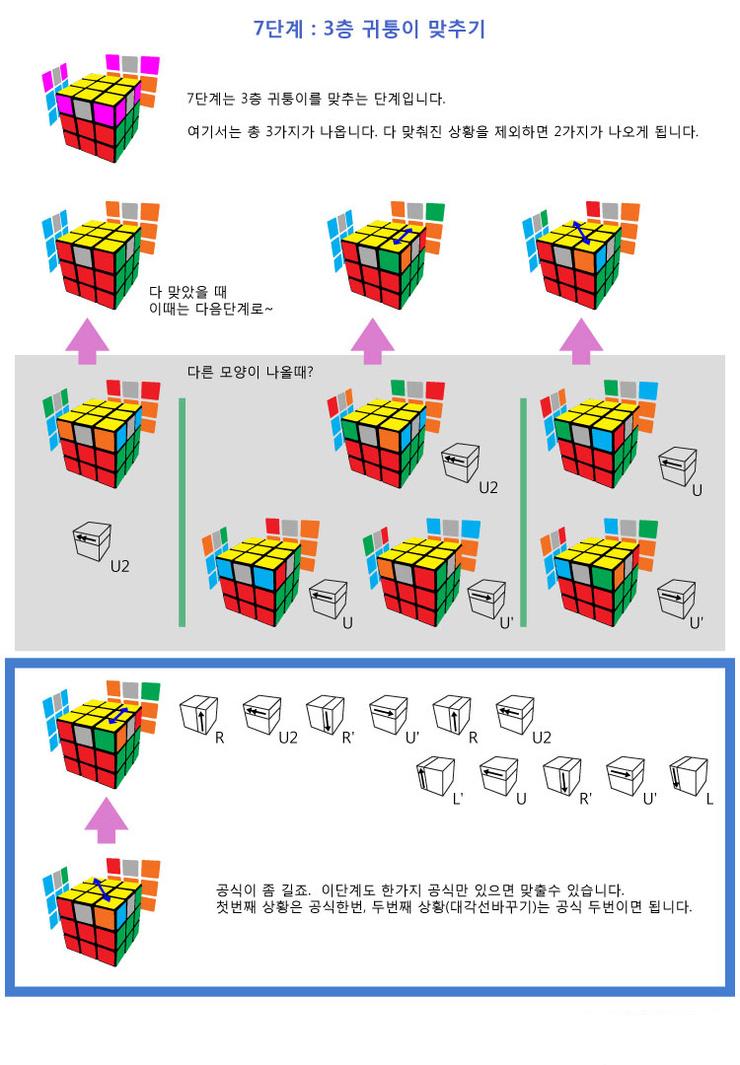 7단계 : 3층 귀퉁이 맞추기
7단계는 3층 귀퉁이를 맞추는 단계입니다.
여기서는 총 3가지가 나옵니다. 다 맞춰진 상황을 제외하면 2가지가 나오게 됩니다.
다 맞았을 때
이때는 다음단계로~
다른 모양이 나올때?
U2
U
U2
U
U'
U'
R
U2
R'
U'
R
U2
L'
U
R'
U'
L
공식이 좀 길죠. 이단계도 한가지 공식만 있으면 맞출수 있습니다.
첫번째 상황은 공식한번, 두번째 상황(대각선바꾸기)는 공식 두번이면 됩니다.